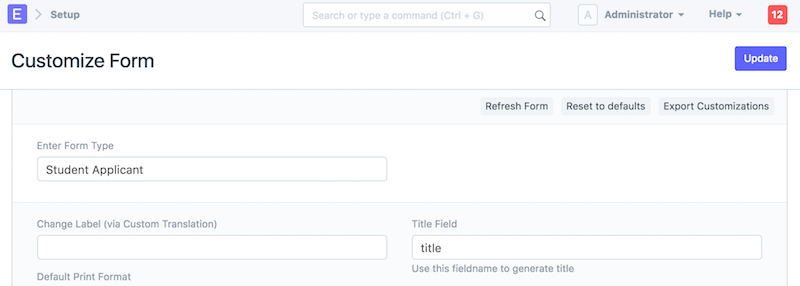 E Setup Search or type a command (Ctrl + G) A Administrator Help 12
Customize Form Update
Refresh Form Reset to defaults Export Customizations
Enter Form Type
Student Applicant
Change Label (via Custom Translation) Title Field
title
Use this fieldname to generate title
Default Print Format